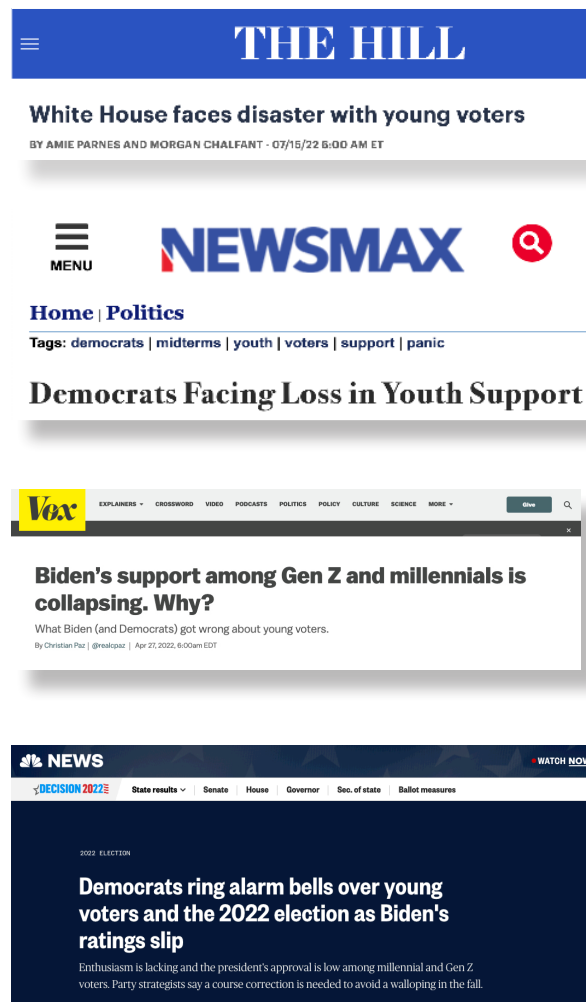 THE HILL
White House faces disaster with young voters
BY AMIE PARNES AND MORGAN CHALFANT - 07/15/22 6:00 AM ET
MENU
NEWSMAX
Home | Politics
Tags: democrats | midterms | youth | voters | support | panic
Democrats Facing Loss in Youth Support
Vox
EXPLAINERS CROSSWORD VIDEO PODCASTS POLITICS POLICY CULTURE SCIENCE MORE Give
Biden's support among Gen Z and millennials is
collapsing. Why?
What Biden (and Democrats) got wrong about young voters.
By Christian Paz | @realcpaz | Apr 27, 2022, 6:00am EDT
NEWS
WATCH NOW
DECISION 2022 State results Senate House Governor Sec. of state Ballot measures
2022 ELECTION
Democrats ring alarm bells over young
voters and the 2022 election as Biden's
ratings slip
Enthusiasm is lacking and the president's approval is low among millennial and Gen Z
voters. Party strategists say a course correction is needed to avoid a walloping in the fall.